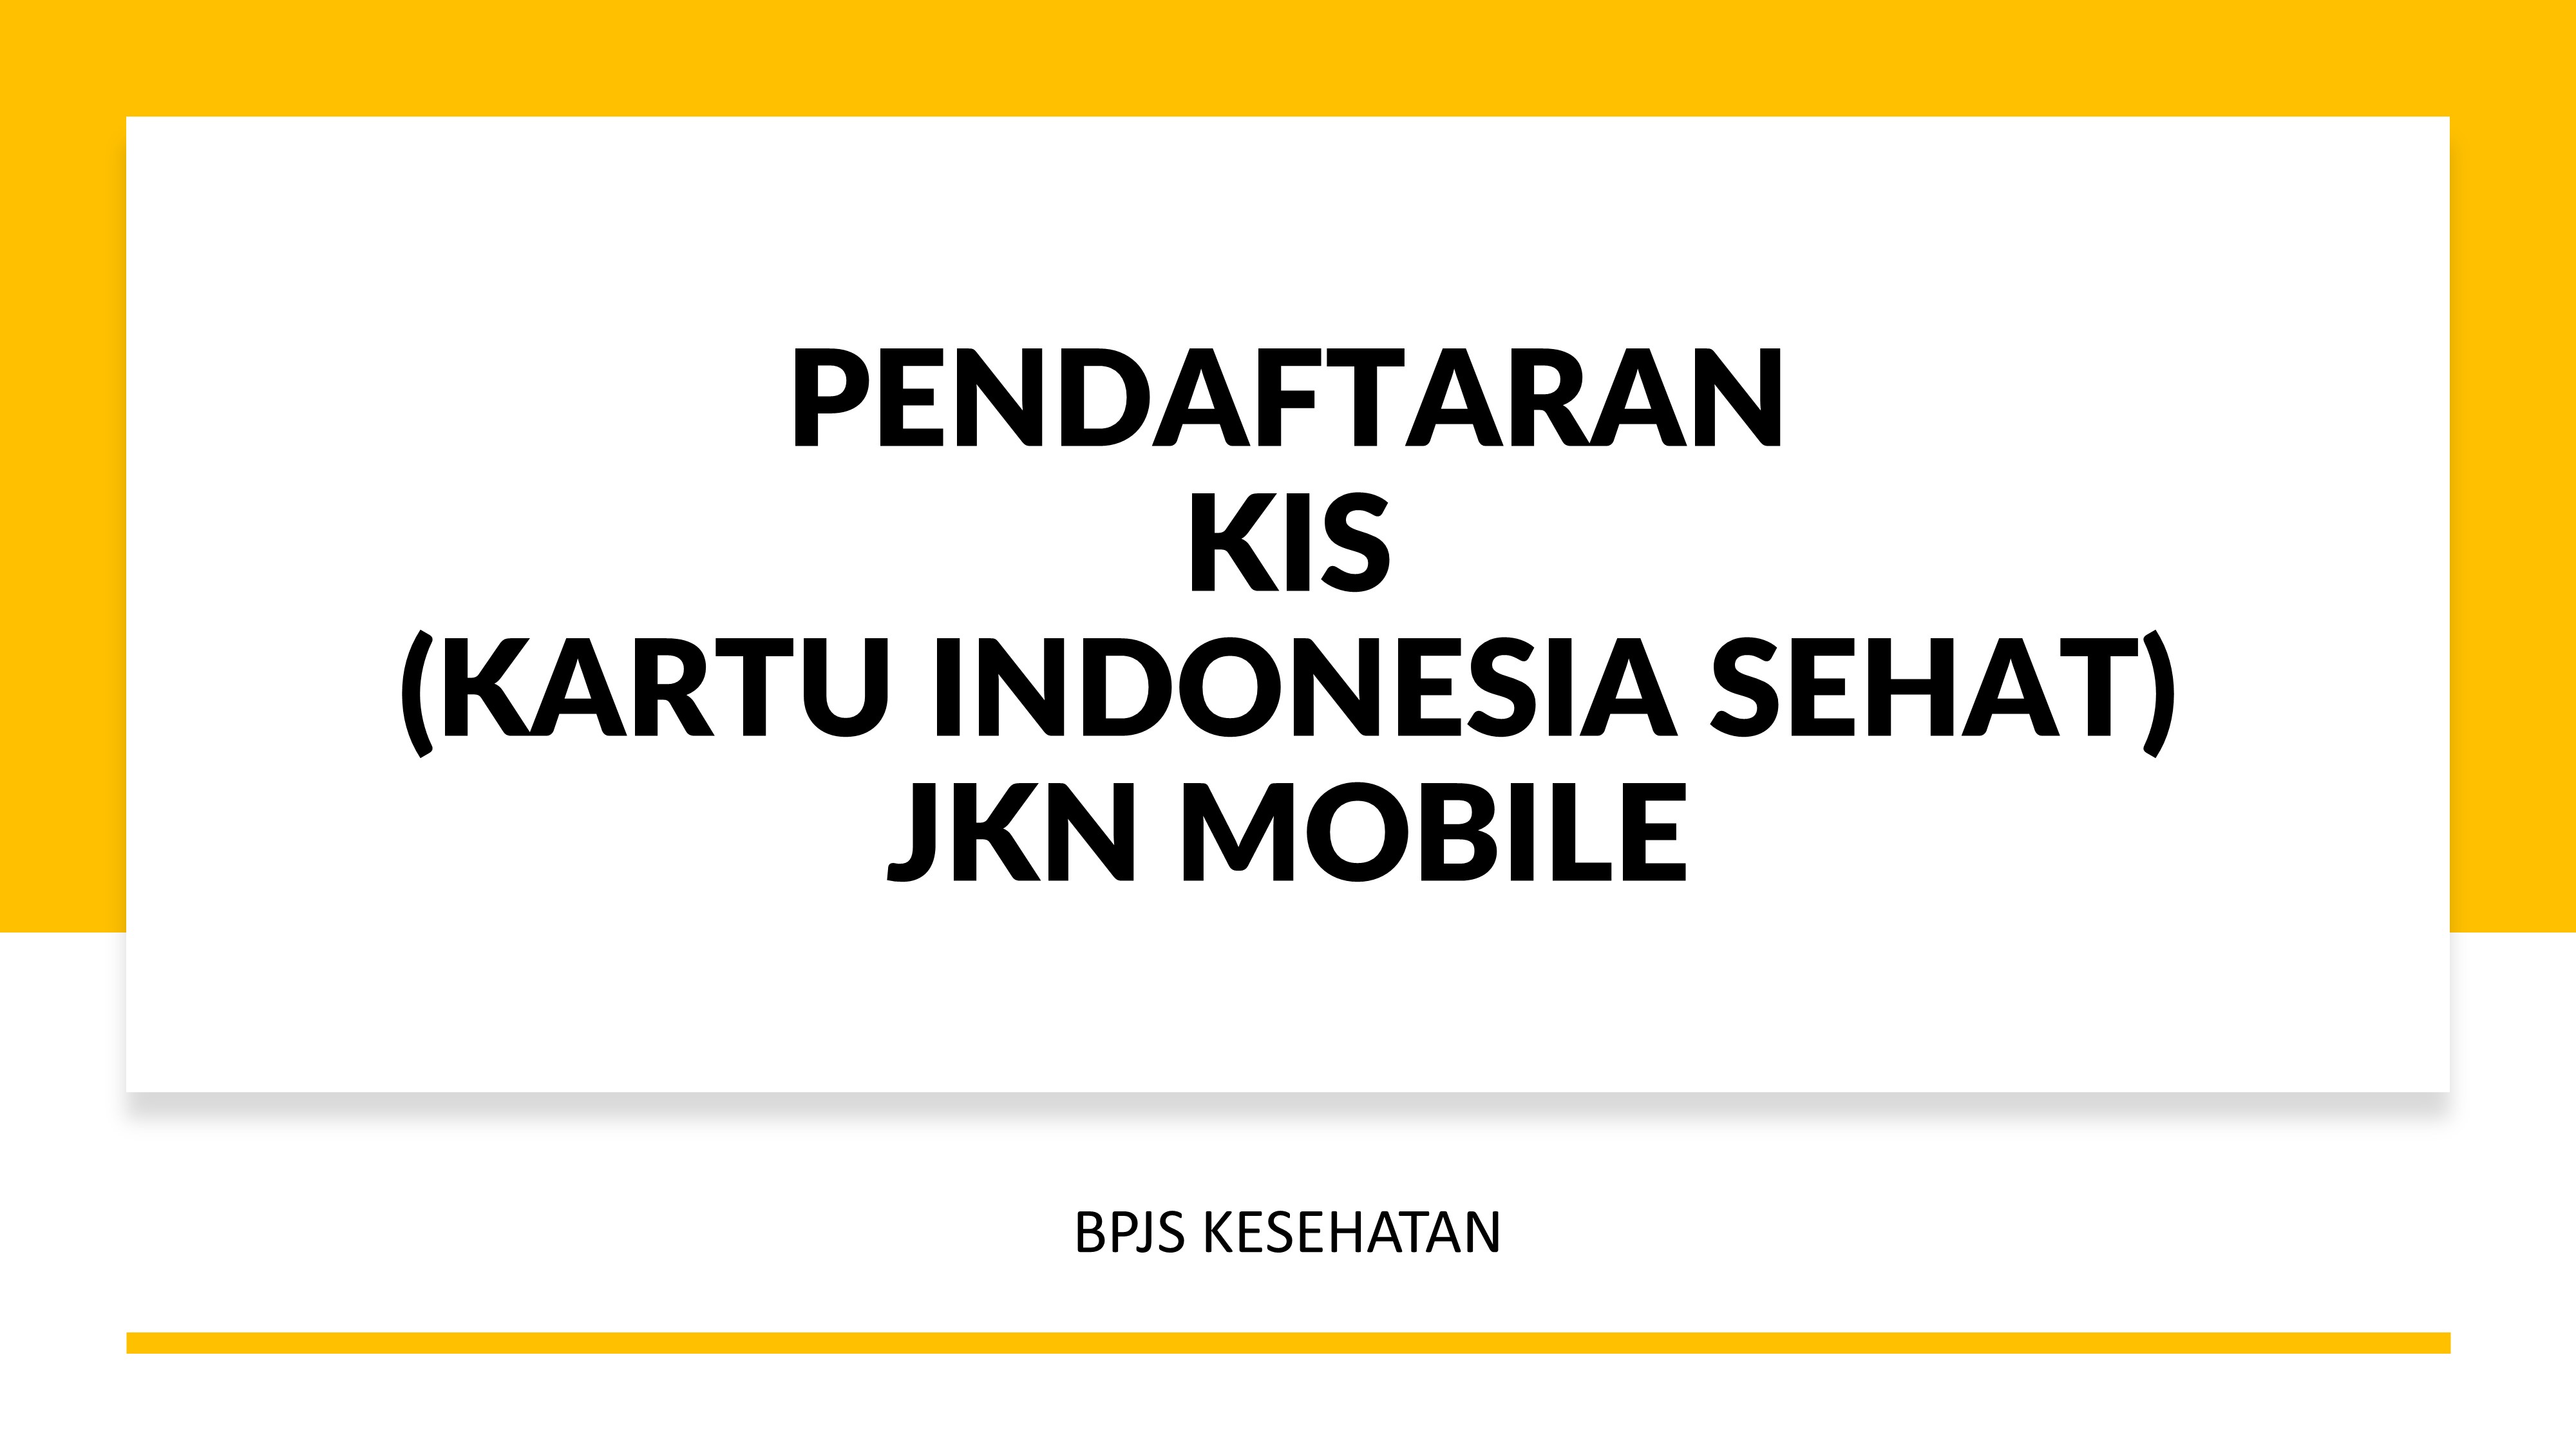 PENDAFTARAN
KIS
(KARTU INDONESIA SEHAT)
JKN MOBILE
BPJS KESEHATAN